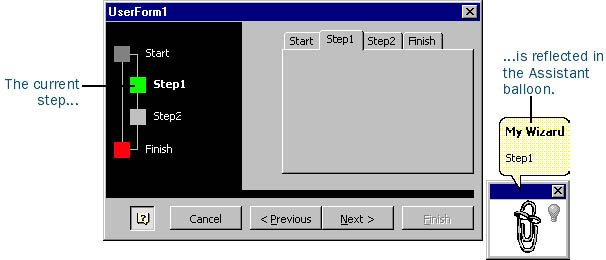 UserForm1
Start
Step1
Step2
Finish
Start Step1 Step2 Finish
The current
step...
...is reflected in
the Assistant
balloon.
My Wizard
Step1
Cancel < Previous Next > Finish